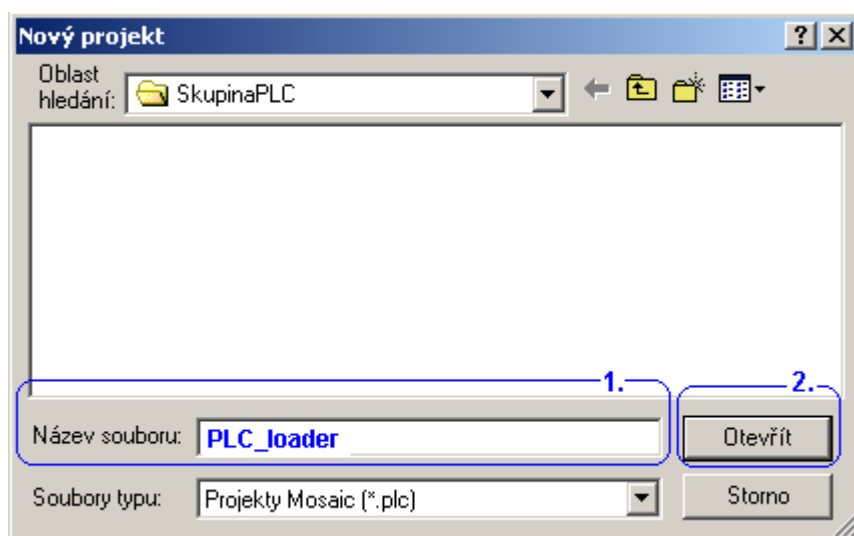 Nový projekt
Oblast
hledání: SkupinaPLC
1.
2.
Název souboru: PLC_loader Otevřít
Soubory typu: Projekty Mosaic (*.plc) Storno